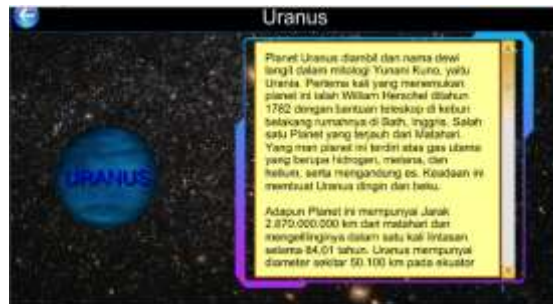 Uranus
Planet Uranus diambil dari nama dewi
langit dalam mitologi Yunani Kuno, yaitu
Urania. Pertama kali yang menemukan
planet ini ialah William Herschel ditahun
1782 dengan bantuan teleskop di kebun
belakang rumahnya di Bath, Inggris. Salah
satu Planet yang terjauh dari Matahari.
Yang man planet ini terdiri atas gas utama
yang berupa hidrogen, metana, dan
helium, serta mengandung es. Keadaan ini
membuat Uranus dingin dan beku.
URANUS
Adapun Planet ini mempunyai Jarak
2.870.000.000 km dari matahari dan
mengelilinginya dalam satu kali lintasan
selama 84,01 tahun. Uranus mempunyai
diameter sekitar 50.100 km pada ekuator